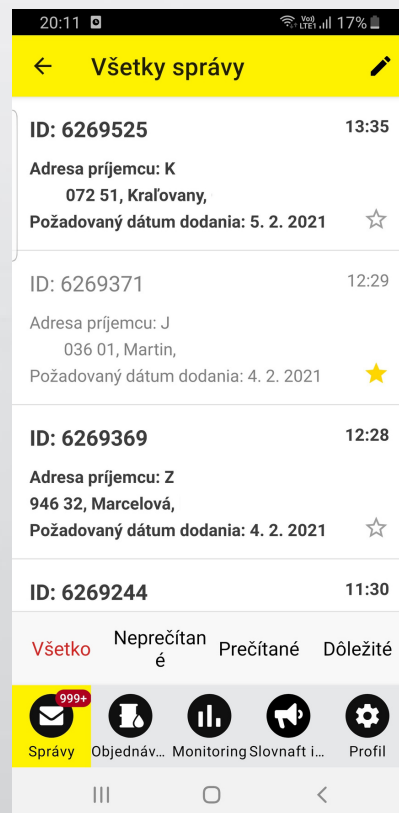 20:11 Vo)) LTE1 17%
Všetky správy
ID: 6269525 13:35
Adresa príjemcu: K
072 51, Kraľovany,
Požadovaný dátum dodania: 5. 2. 2021
ID: 6269371 12:29
Adresa príjemcu: J
036 01, Martin,
Požadovaný dátum dodania: 4. 2. 2021
ID: 6269369 12:28
Adresa príjemcu: Z
946 32, Marcelová,
Požadovaný dátum dodania: 4. 2. 2021
ID: 6269244 11:30
Všetko Neprečítan
é Prečítané Dôležité
999+
Správy Objednáv... Monitoring Slovnaft i... Profil